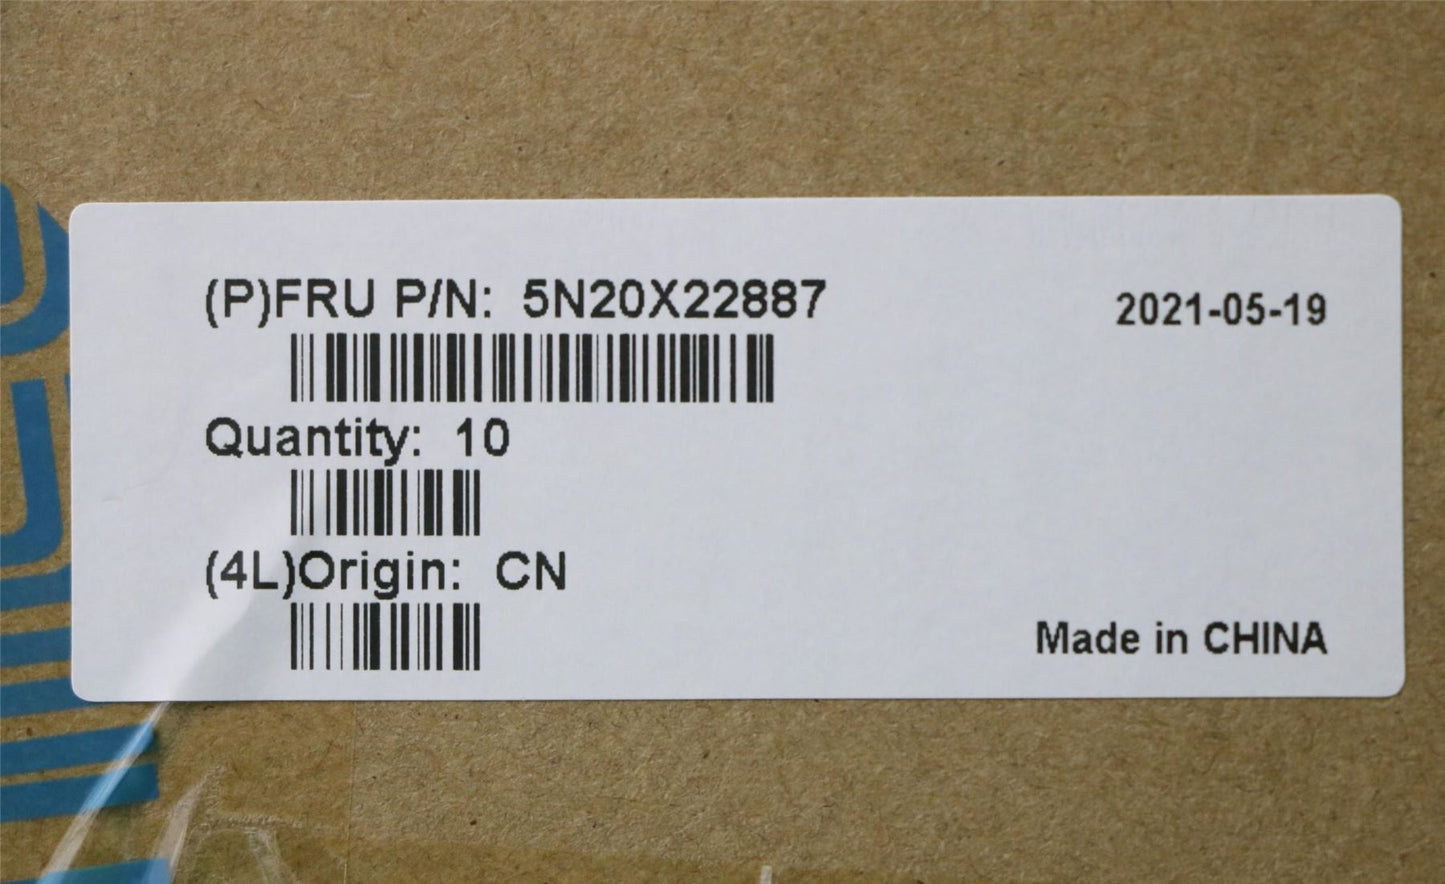 (P)FRU P/N: 5N20X22887
2021-05-19
Quantity: 10
(4L)Origin: CN
Made in CHINA